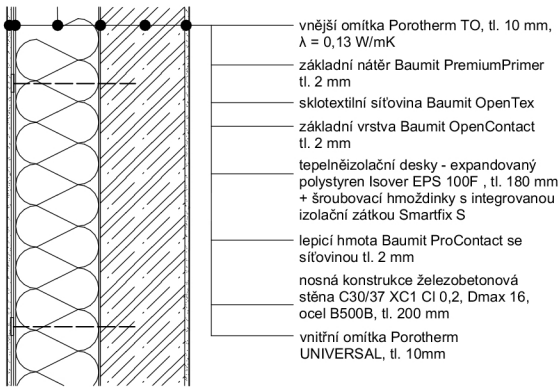 vnější omítka Porotherm TO, tl. 10 mm,
λ = 0,13 W/mK
základní nátěr Baumit PremiumPrimer
tl. 2 mm
sklotextilní síťovina Baumit OpenTex
základní vrstva Baumit OpenContact
tl. 2 mm
tepelněizolační desky - expandovaný
polystyren Isover EPS 100F , tl. 180 mm
+ šroubovací hmoždinky s integrovanou
izolační zátkou Smartfix S
lepicí hmota Baumit ProContact se
síťovinou tl. 2 mm
nosná konstrukce železobetonová
stěna C30/37 XC1 Cl 0,2, Dmax 16,
ocel B500B, tl. 200 mm
vnitřní omítka Porotherm
UNIVERSAL, tl. 10mm